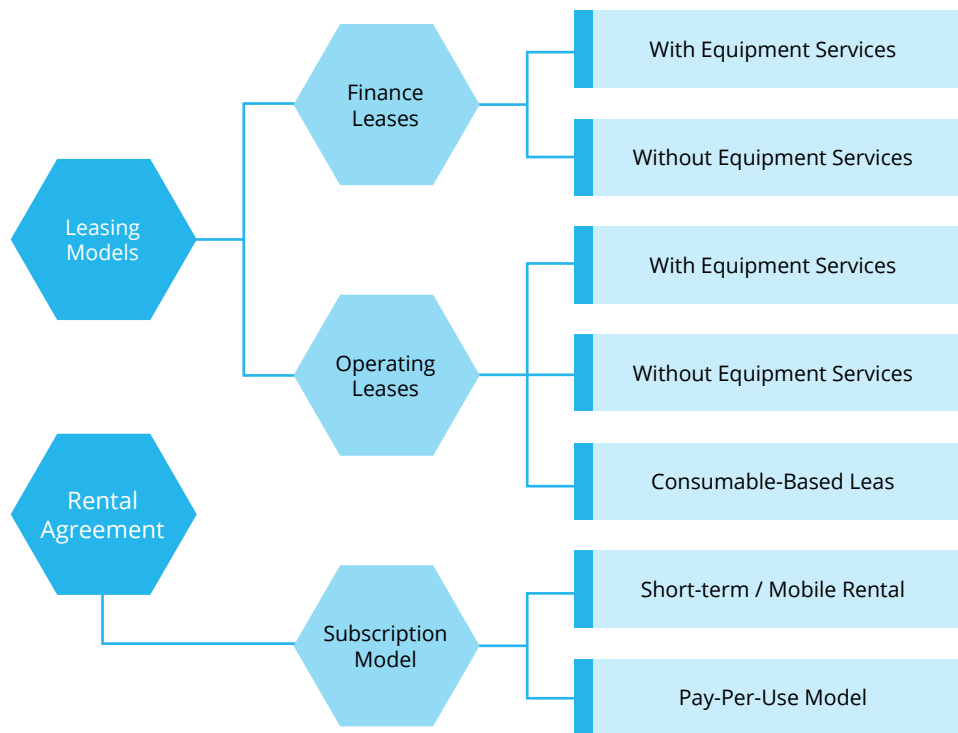 Leasing
Models
Finance
Leases
With Equipment Services
Without Equipment Services
Operating
Leases
With Equipment Services
Without Equipment Services
Consumable-Based Leas
Rental
Agreement
Subscription
Model
Short-term / Mobile Rental
Pay-Per-Use Model